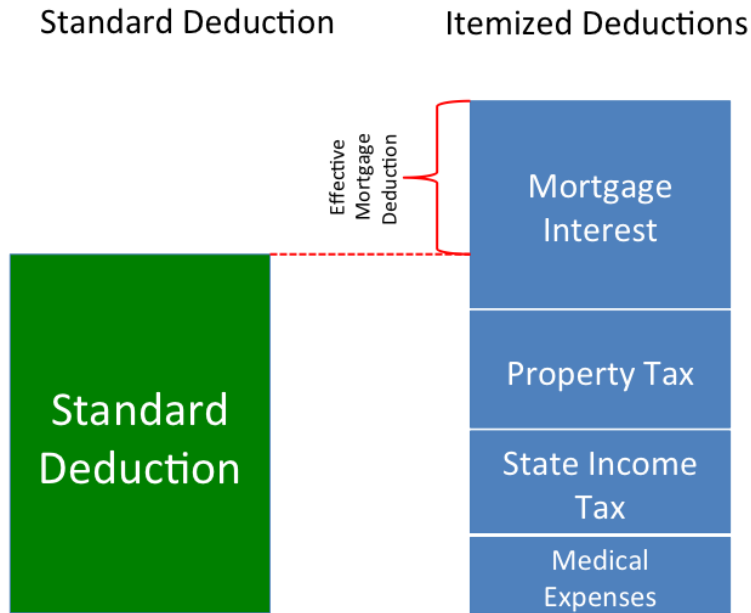 Standard Deduction
Itemized Deductions
Effective
Mortgage
Deduction
Mortgage
Interest
Standard
Deduction
Property Tax
State Income
Tax
Medical
Expenses